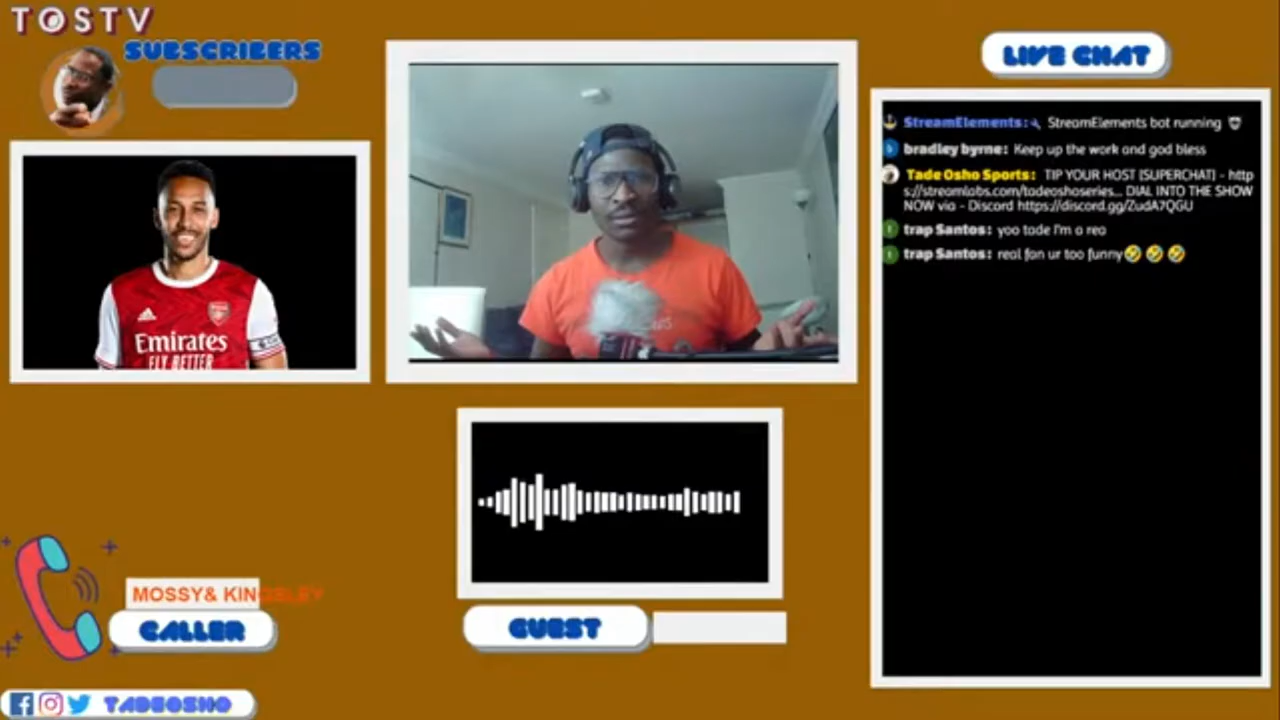 TOSTV
SUBSCRIBERS
Emirates
FLY BETTER
LIVE CHAT
StreamElements: StreamElements bot running
bradley byrne: Keep up the work and god bless
Tade Osho Sports: TIP YOUR HOST [SUPERCHAT] - http
s://streamlabs.com/tadeoshoseries... DIAL INTO THE SHOW
NOW via - Discord https://discord.gg/ZudA7QGU
trap Santos: yoo tade I'm a rea
trap Santos: real fan ur too funny🤣 🤣 🤣
MOSSY& KINGSLEY
CALLER
GUEST
TADEOSHO